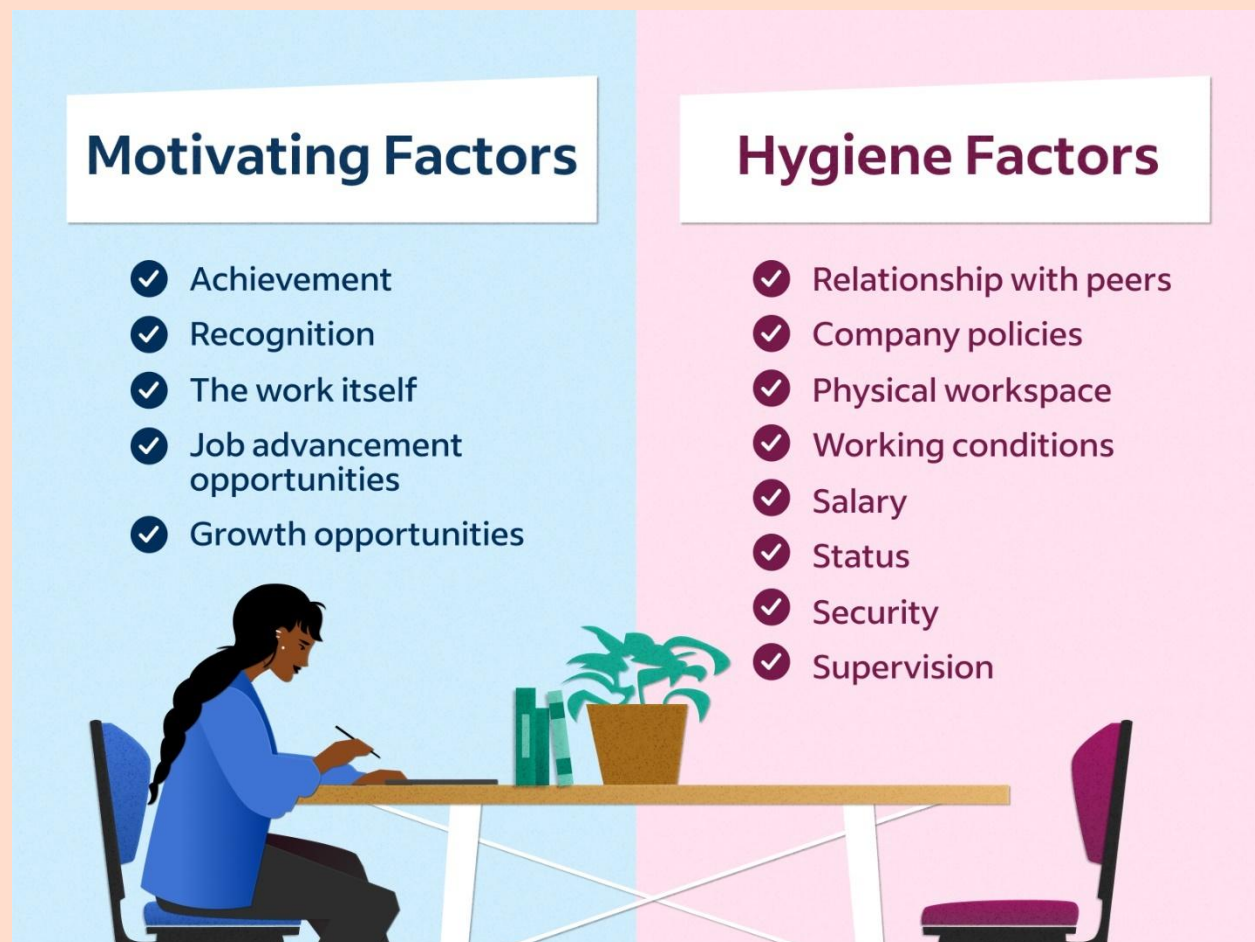 Motivating Factors
Achievement
Recognition
The work itself
Job advancement
opportunities
Growth opportunities
Hygiene Factors
Relationship with peers
Company policies
Physical workspace
Working conditions
Salary
Status
Security
Supervision